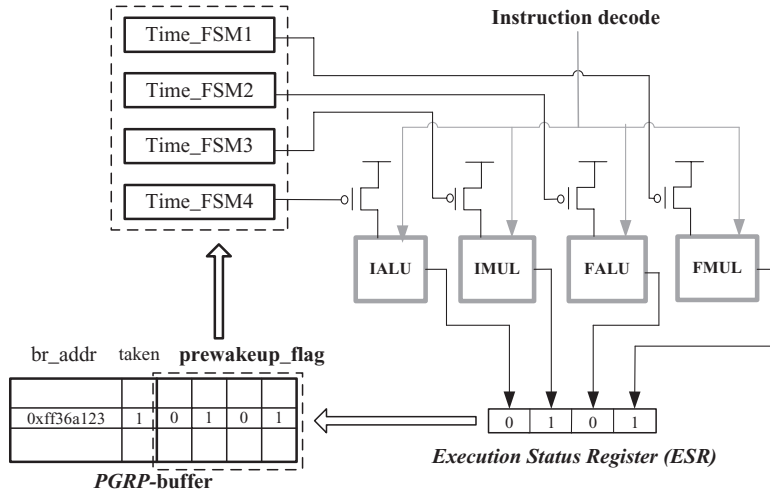 Time_FSM1
Instruction decode
Time_FSM2
Time_FSM3
Time_FSM4
IALU
IMUL
FALU
FMUL
br_addr taken prewakeup_flag
0xff36a123 1 0 1 0 1
0 1 0 1
Execution Status Register (ESR)
PGRP-buffer